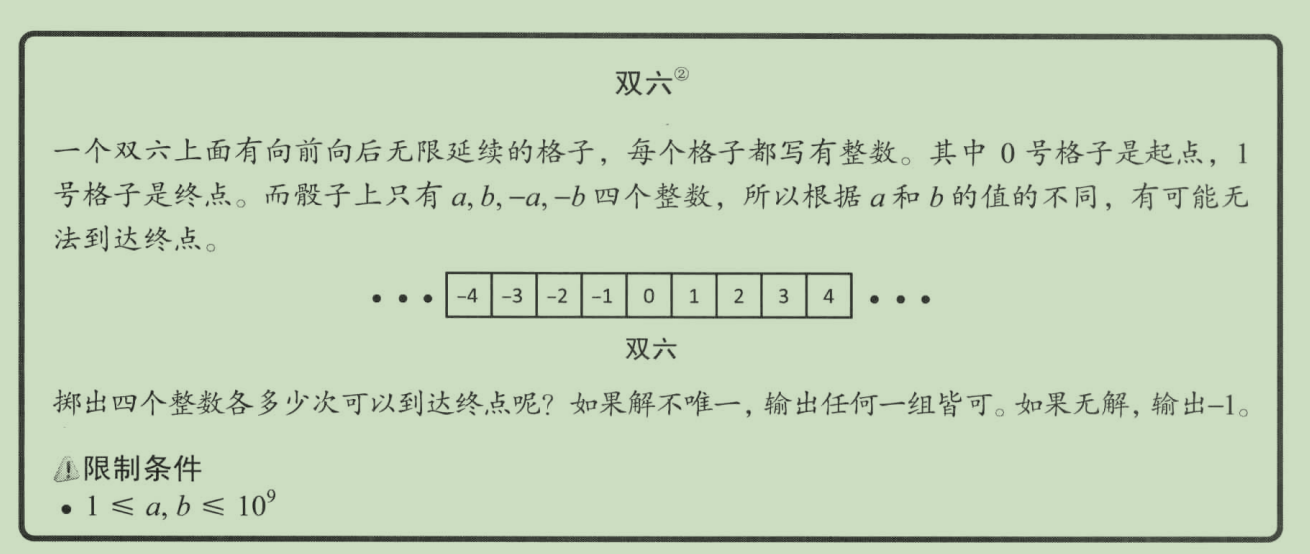 双六②
一个双六上面有向前向后无限延续的格子，每个格子都写有整数。其中 0 号格子是起点，1
号格子是终点。而骰子上只有 a, b, −a, −b 四个整数，所以根据 a 和 b 的值的不同，有可能无
法到达终点。
• • • −4 −3 −2 −1 0 1 2 3 4 • • •
双六
掷出四个整数各多少次可以到达终点呢？如果解不唯一，输出任何一组皆可。如果无解，输出−1。
限制条件
• 1 ≤ a, b ≤ 10⁹